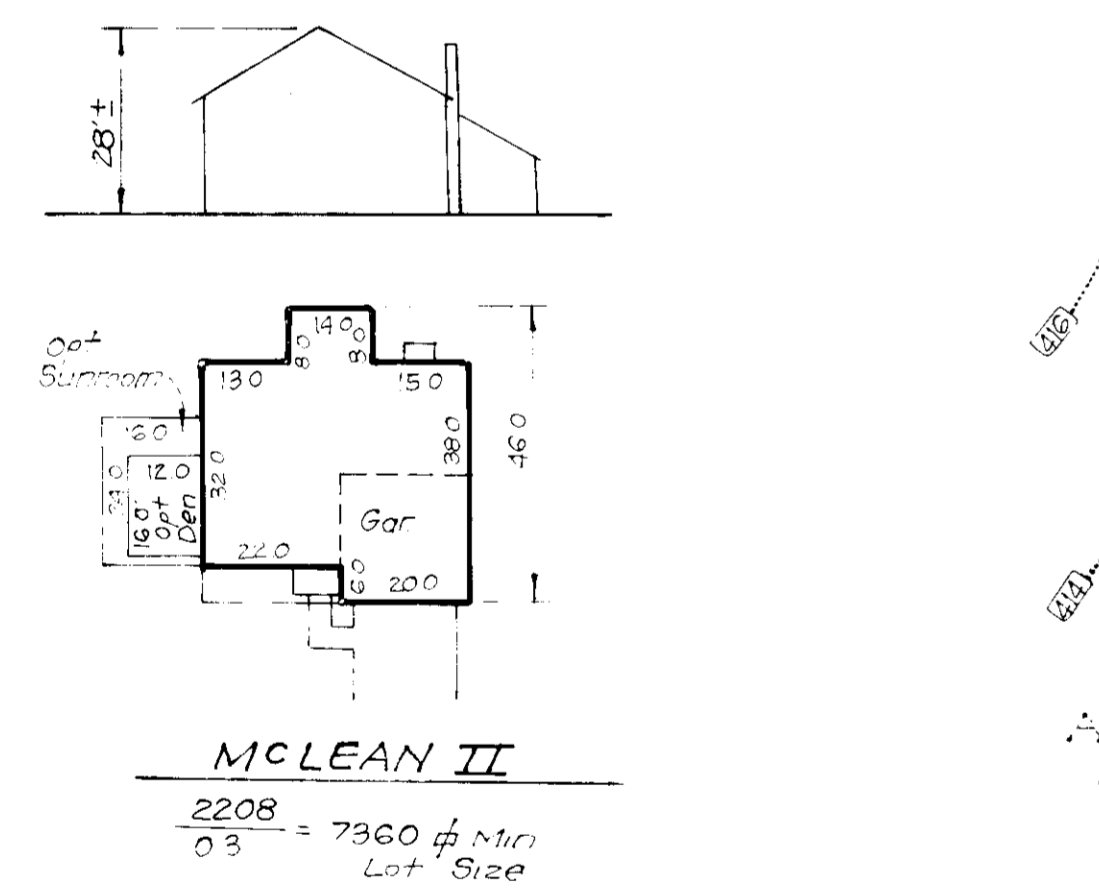 28'±
Opt
Sunroom
14 0
8 0
8 0
13 0
15 0
16 0
24 0
12.0
16 0
Opt
Den
32 0
38 0
46 0
Gar.
22 0
6 0
20 0
416
414
MCLEAN II
2208
03
= 7360 ⌽ Min
Lot Size